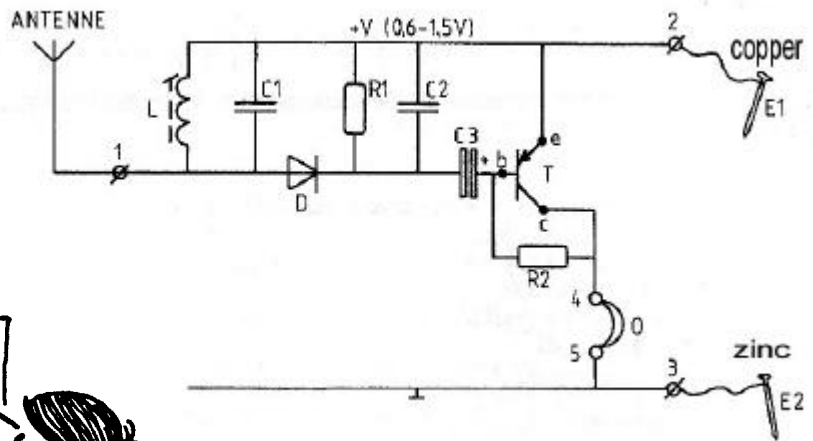 ANTENNE
+V (0,6-1,5V)
2
copper
E1
L
C1
R1
C2
C3
+ b
e
T
1
D
c
R2
4
O
5
3
zinc
E2